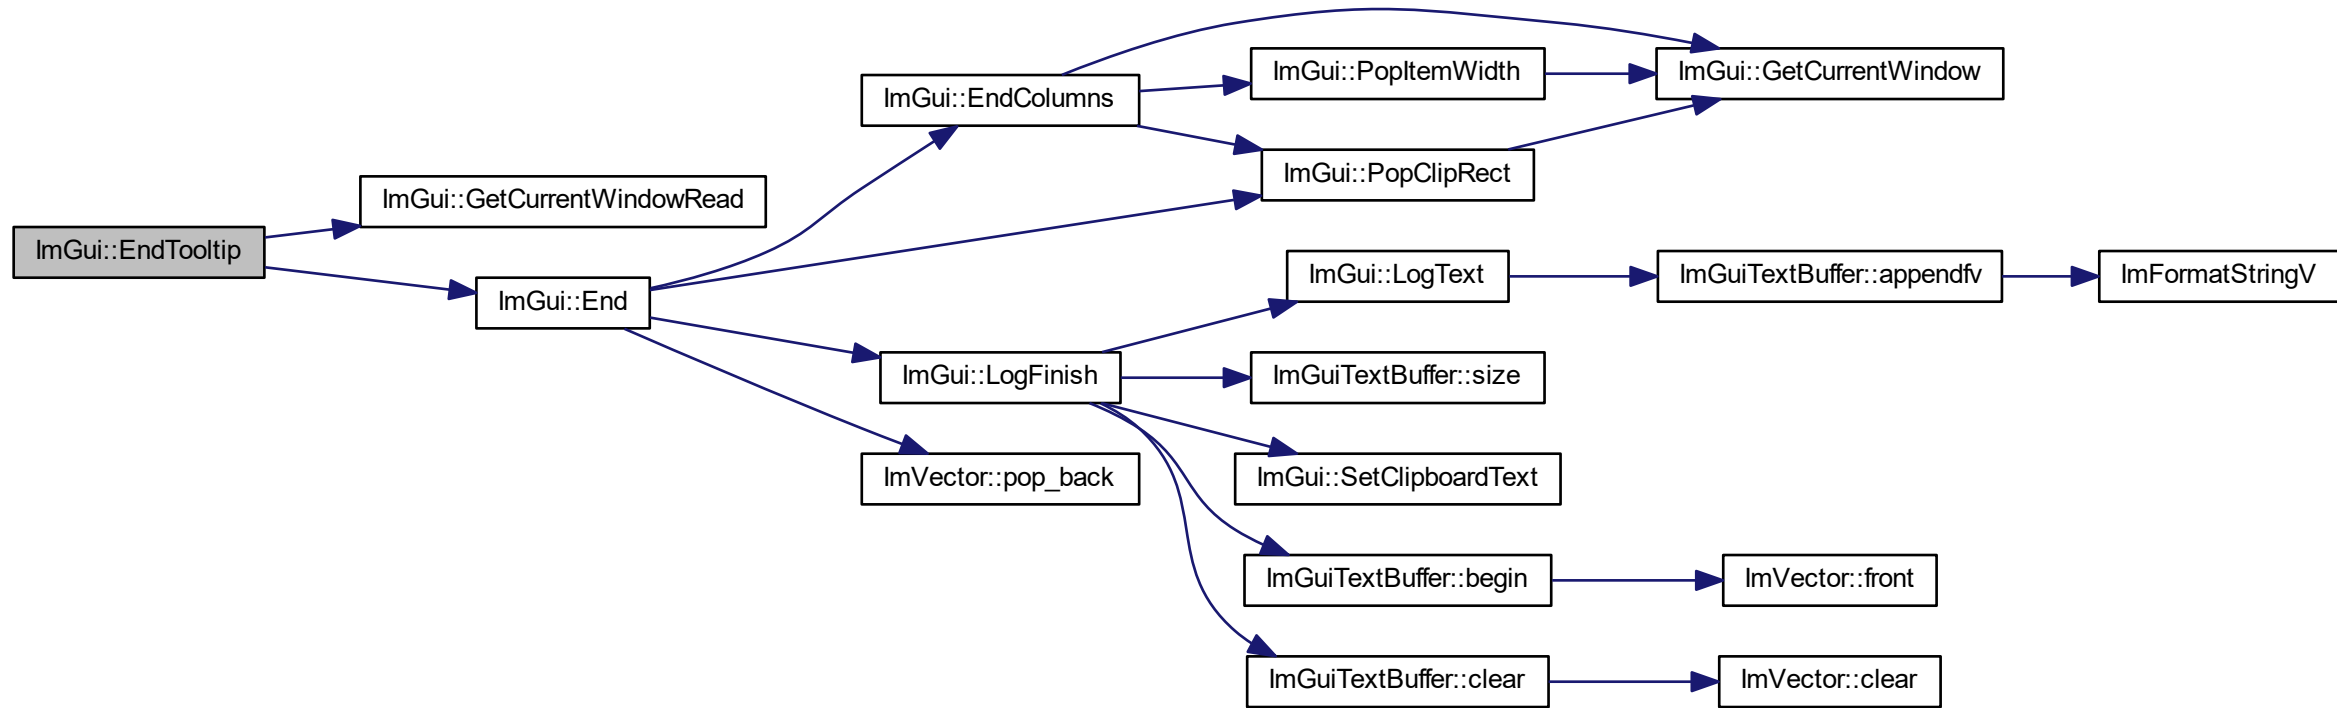 ImGui::EndTooltip
ImGui::GetCurrentWindowRead
ImGui::End
ImGui::EndColumns
ImGui::PopItemWidth
ImGui::GetCurrentWindow
ImGui::PopClipRect
ImGui::LogFinish
ImGui::LogText
ImGuiTextBuffer::appendfv
ImFormatStringV
ImGuiTextBuffer::size
ImGui::SetClipboardText
ImGuiTextBuffer::begin
ImVector::front
ImGuiTextBuffer::clear
ImVector::clear
ImVector::pop_back